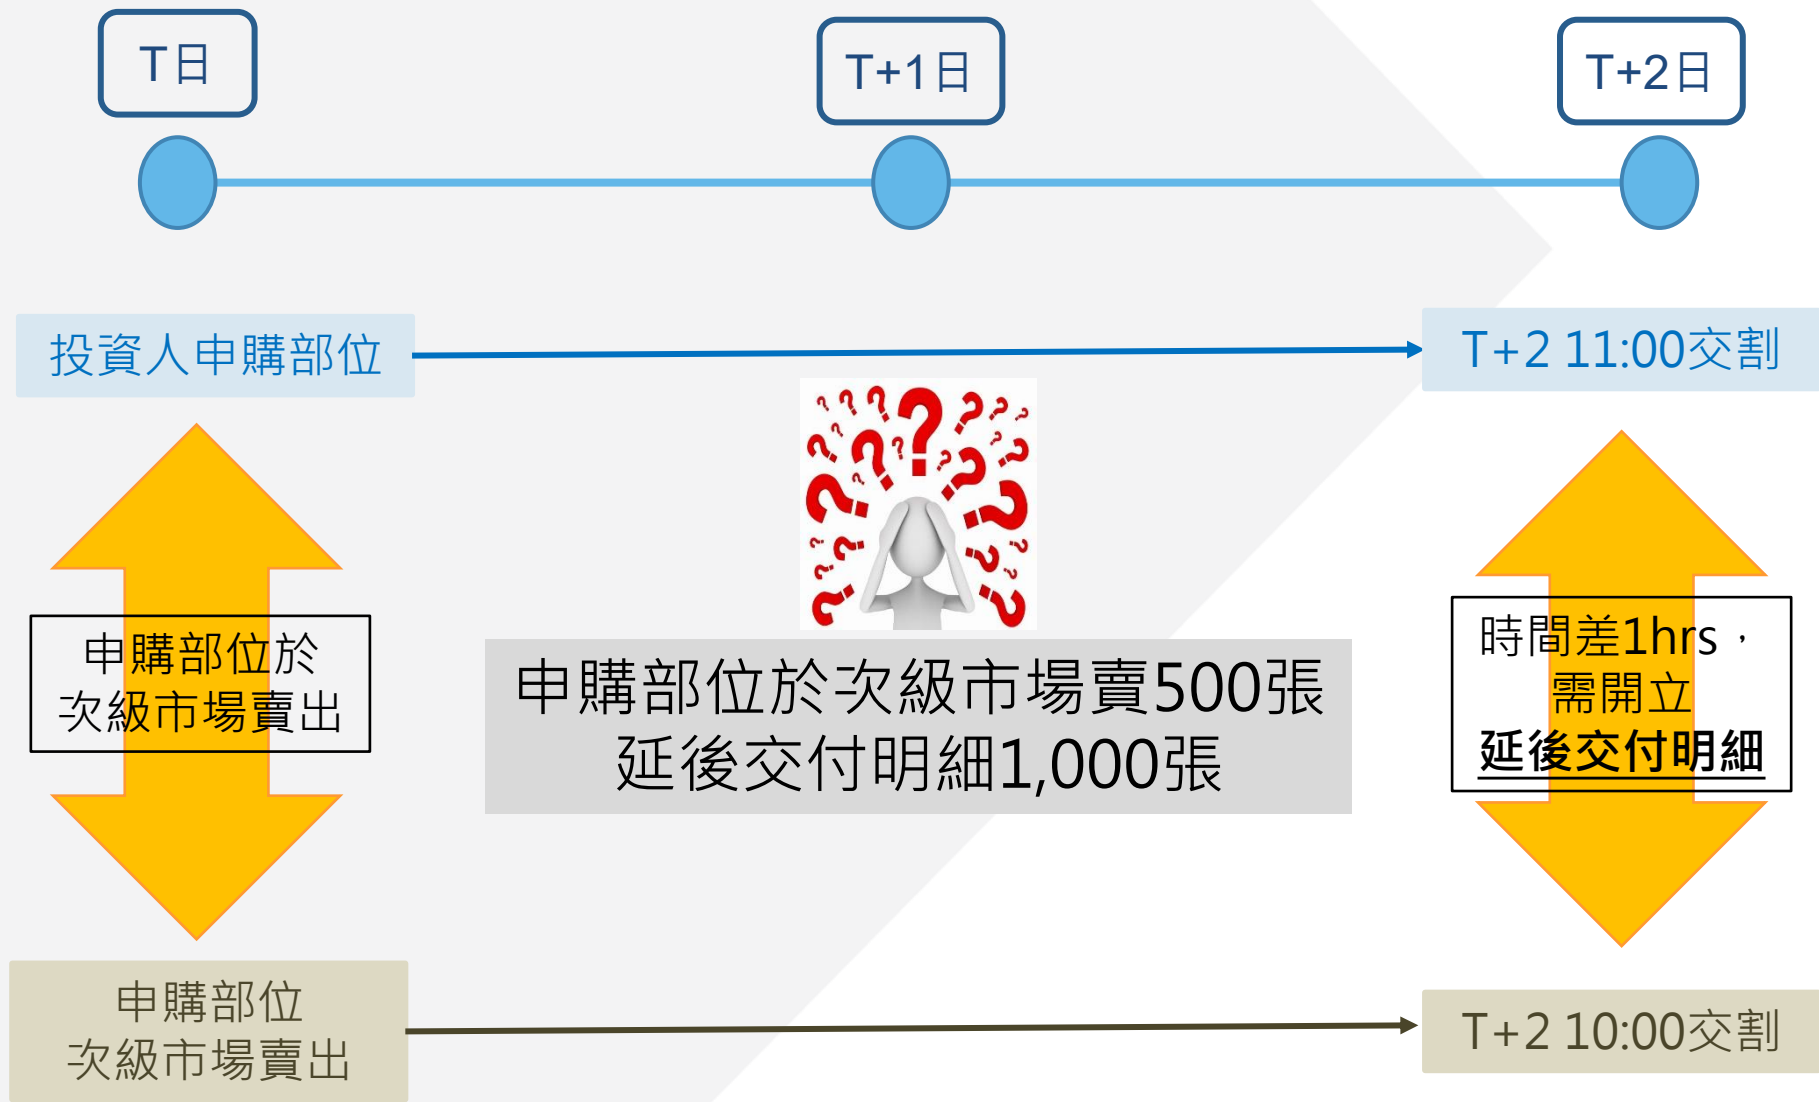 T日
T+1日
T+2日
投資人申購部位
T+2 11:00交割
申購部位於
次級市場賣出
申購部位於次級市場賣500張
延後交付明細1,000張
時間差1hrs，
需開立
延後交付明細
申購部位
次級市場賣出
T+2 10:00交割